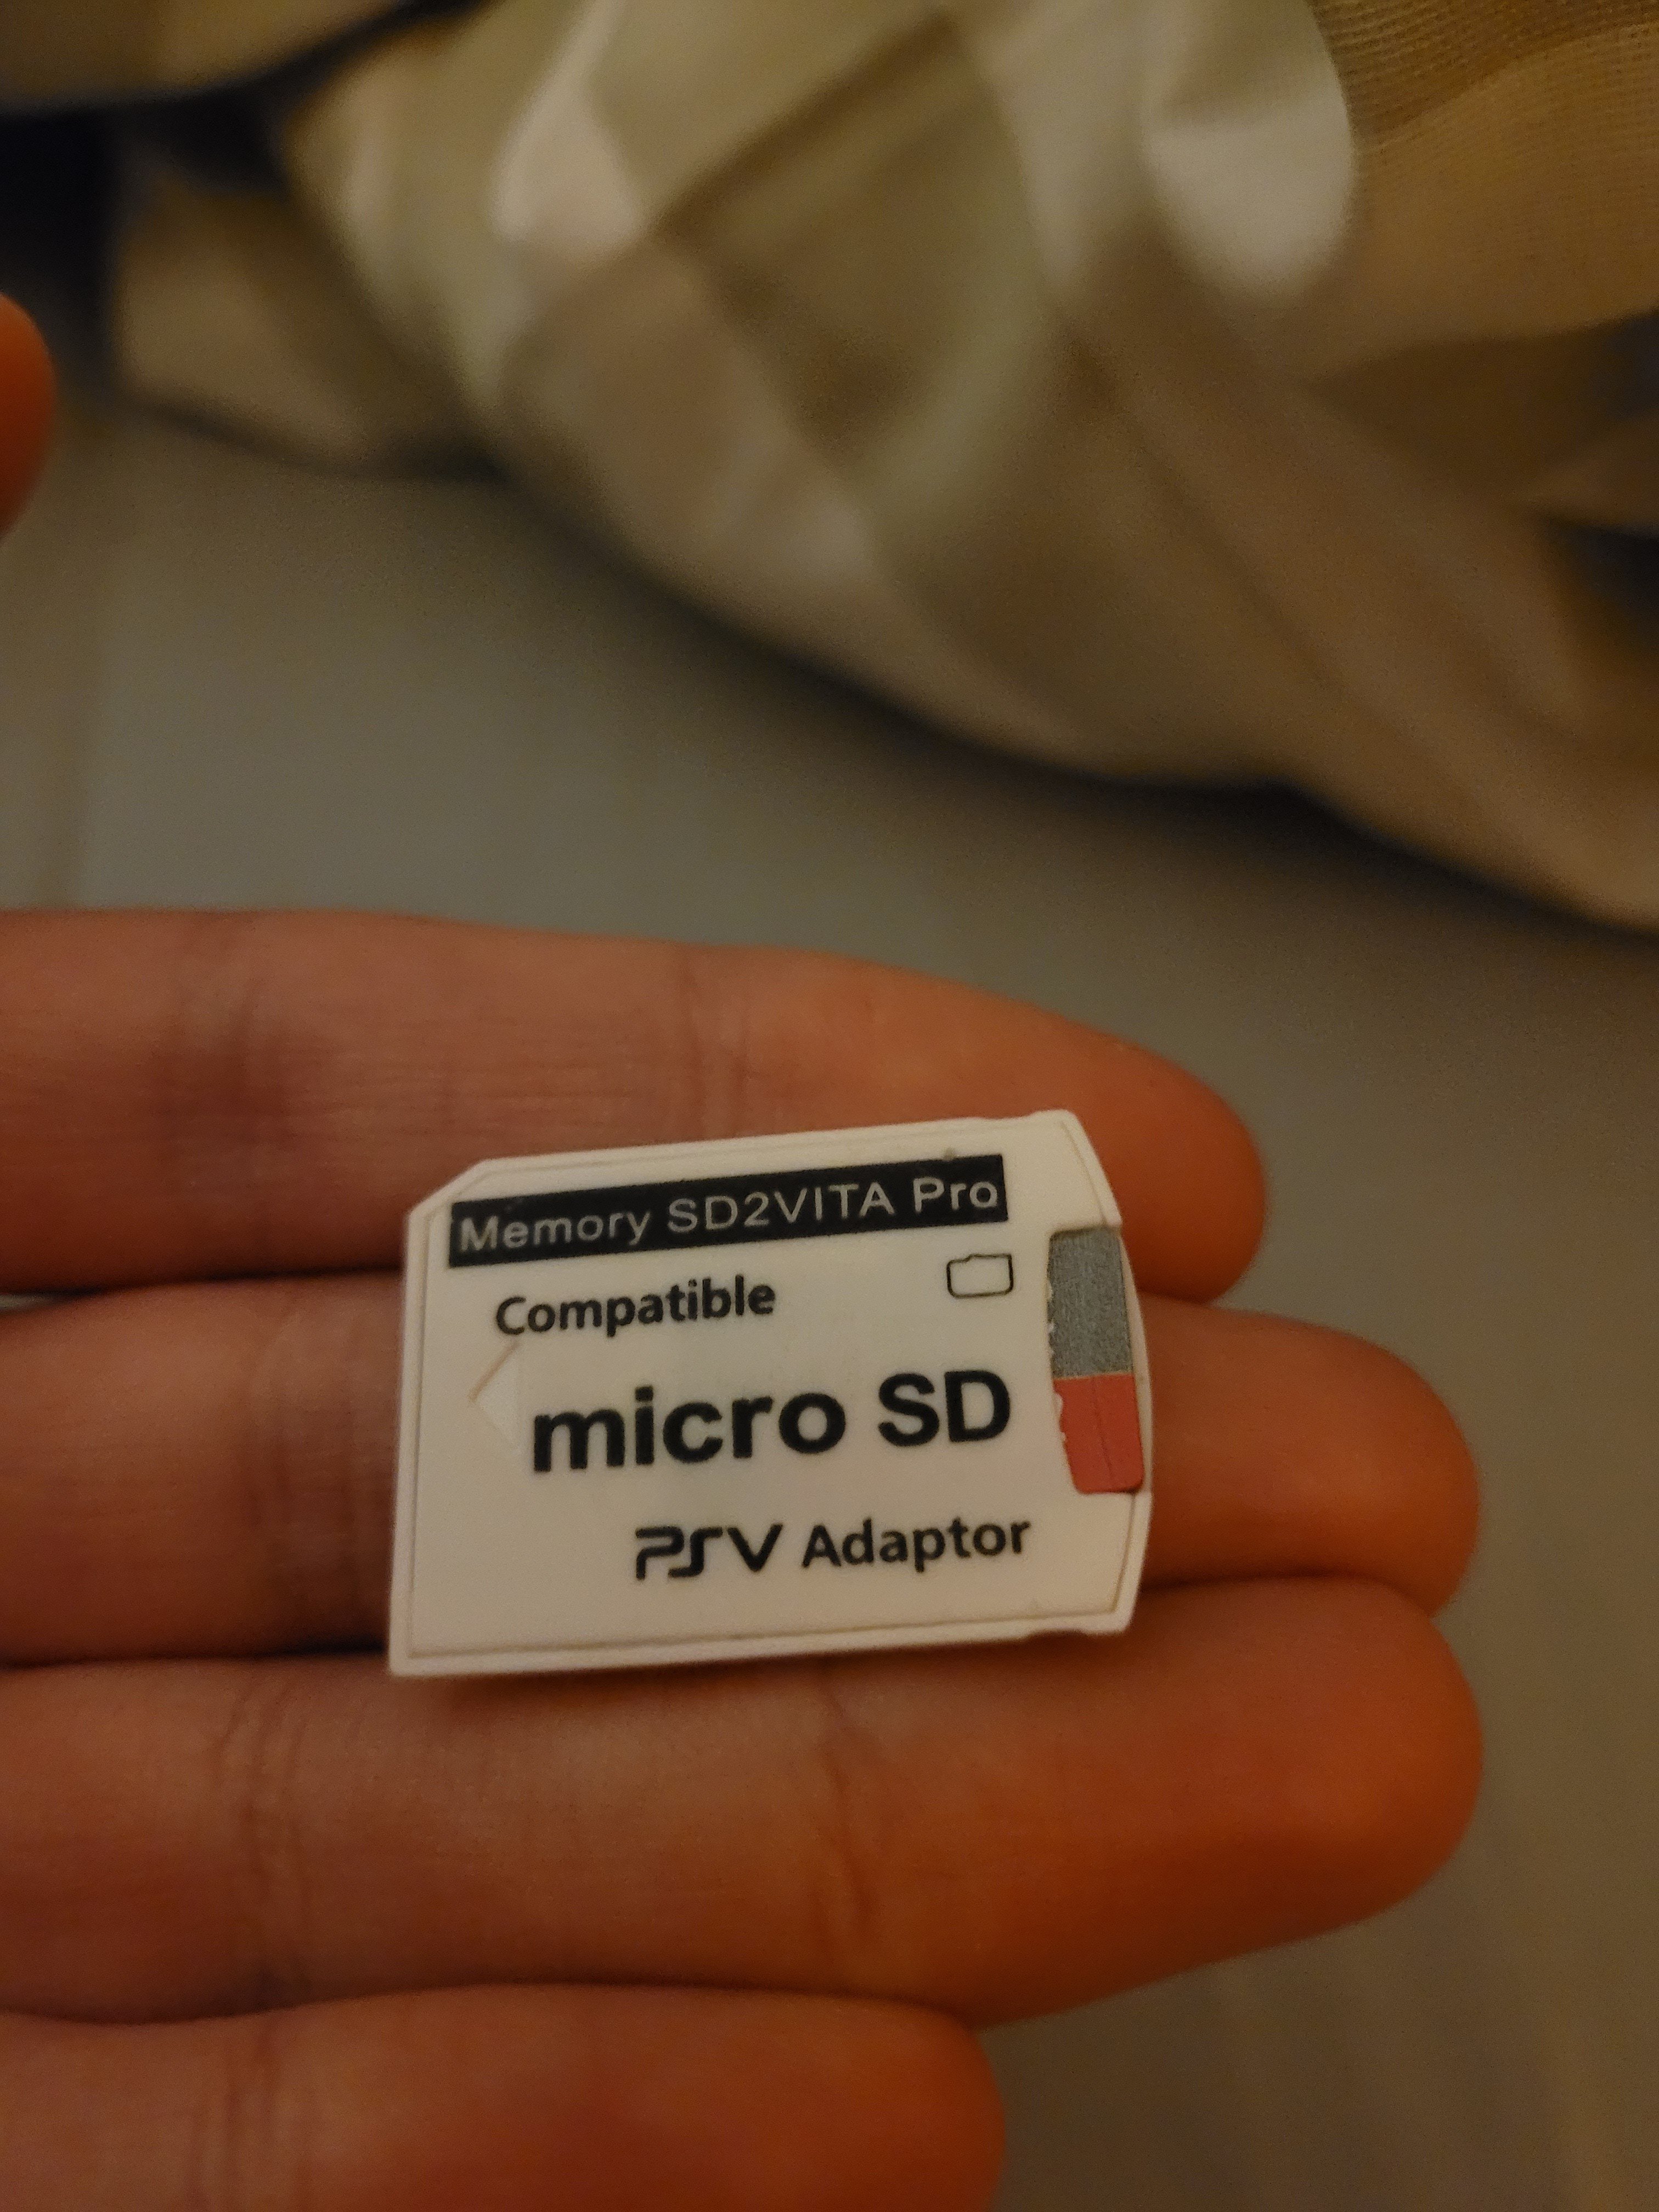 Memory SD2VITA Pro
Compatible
micro SD
PSV Adaptor